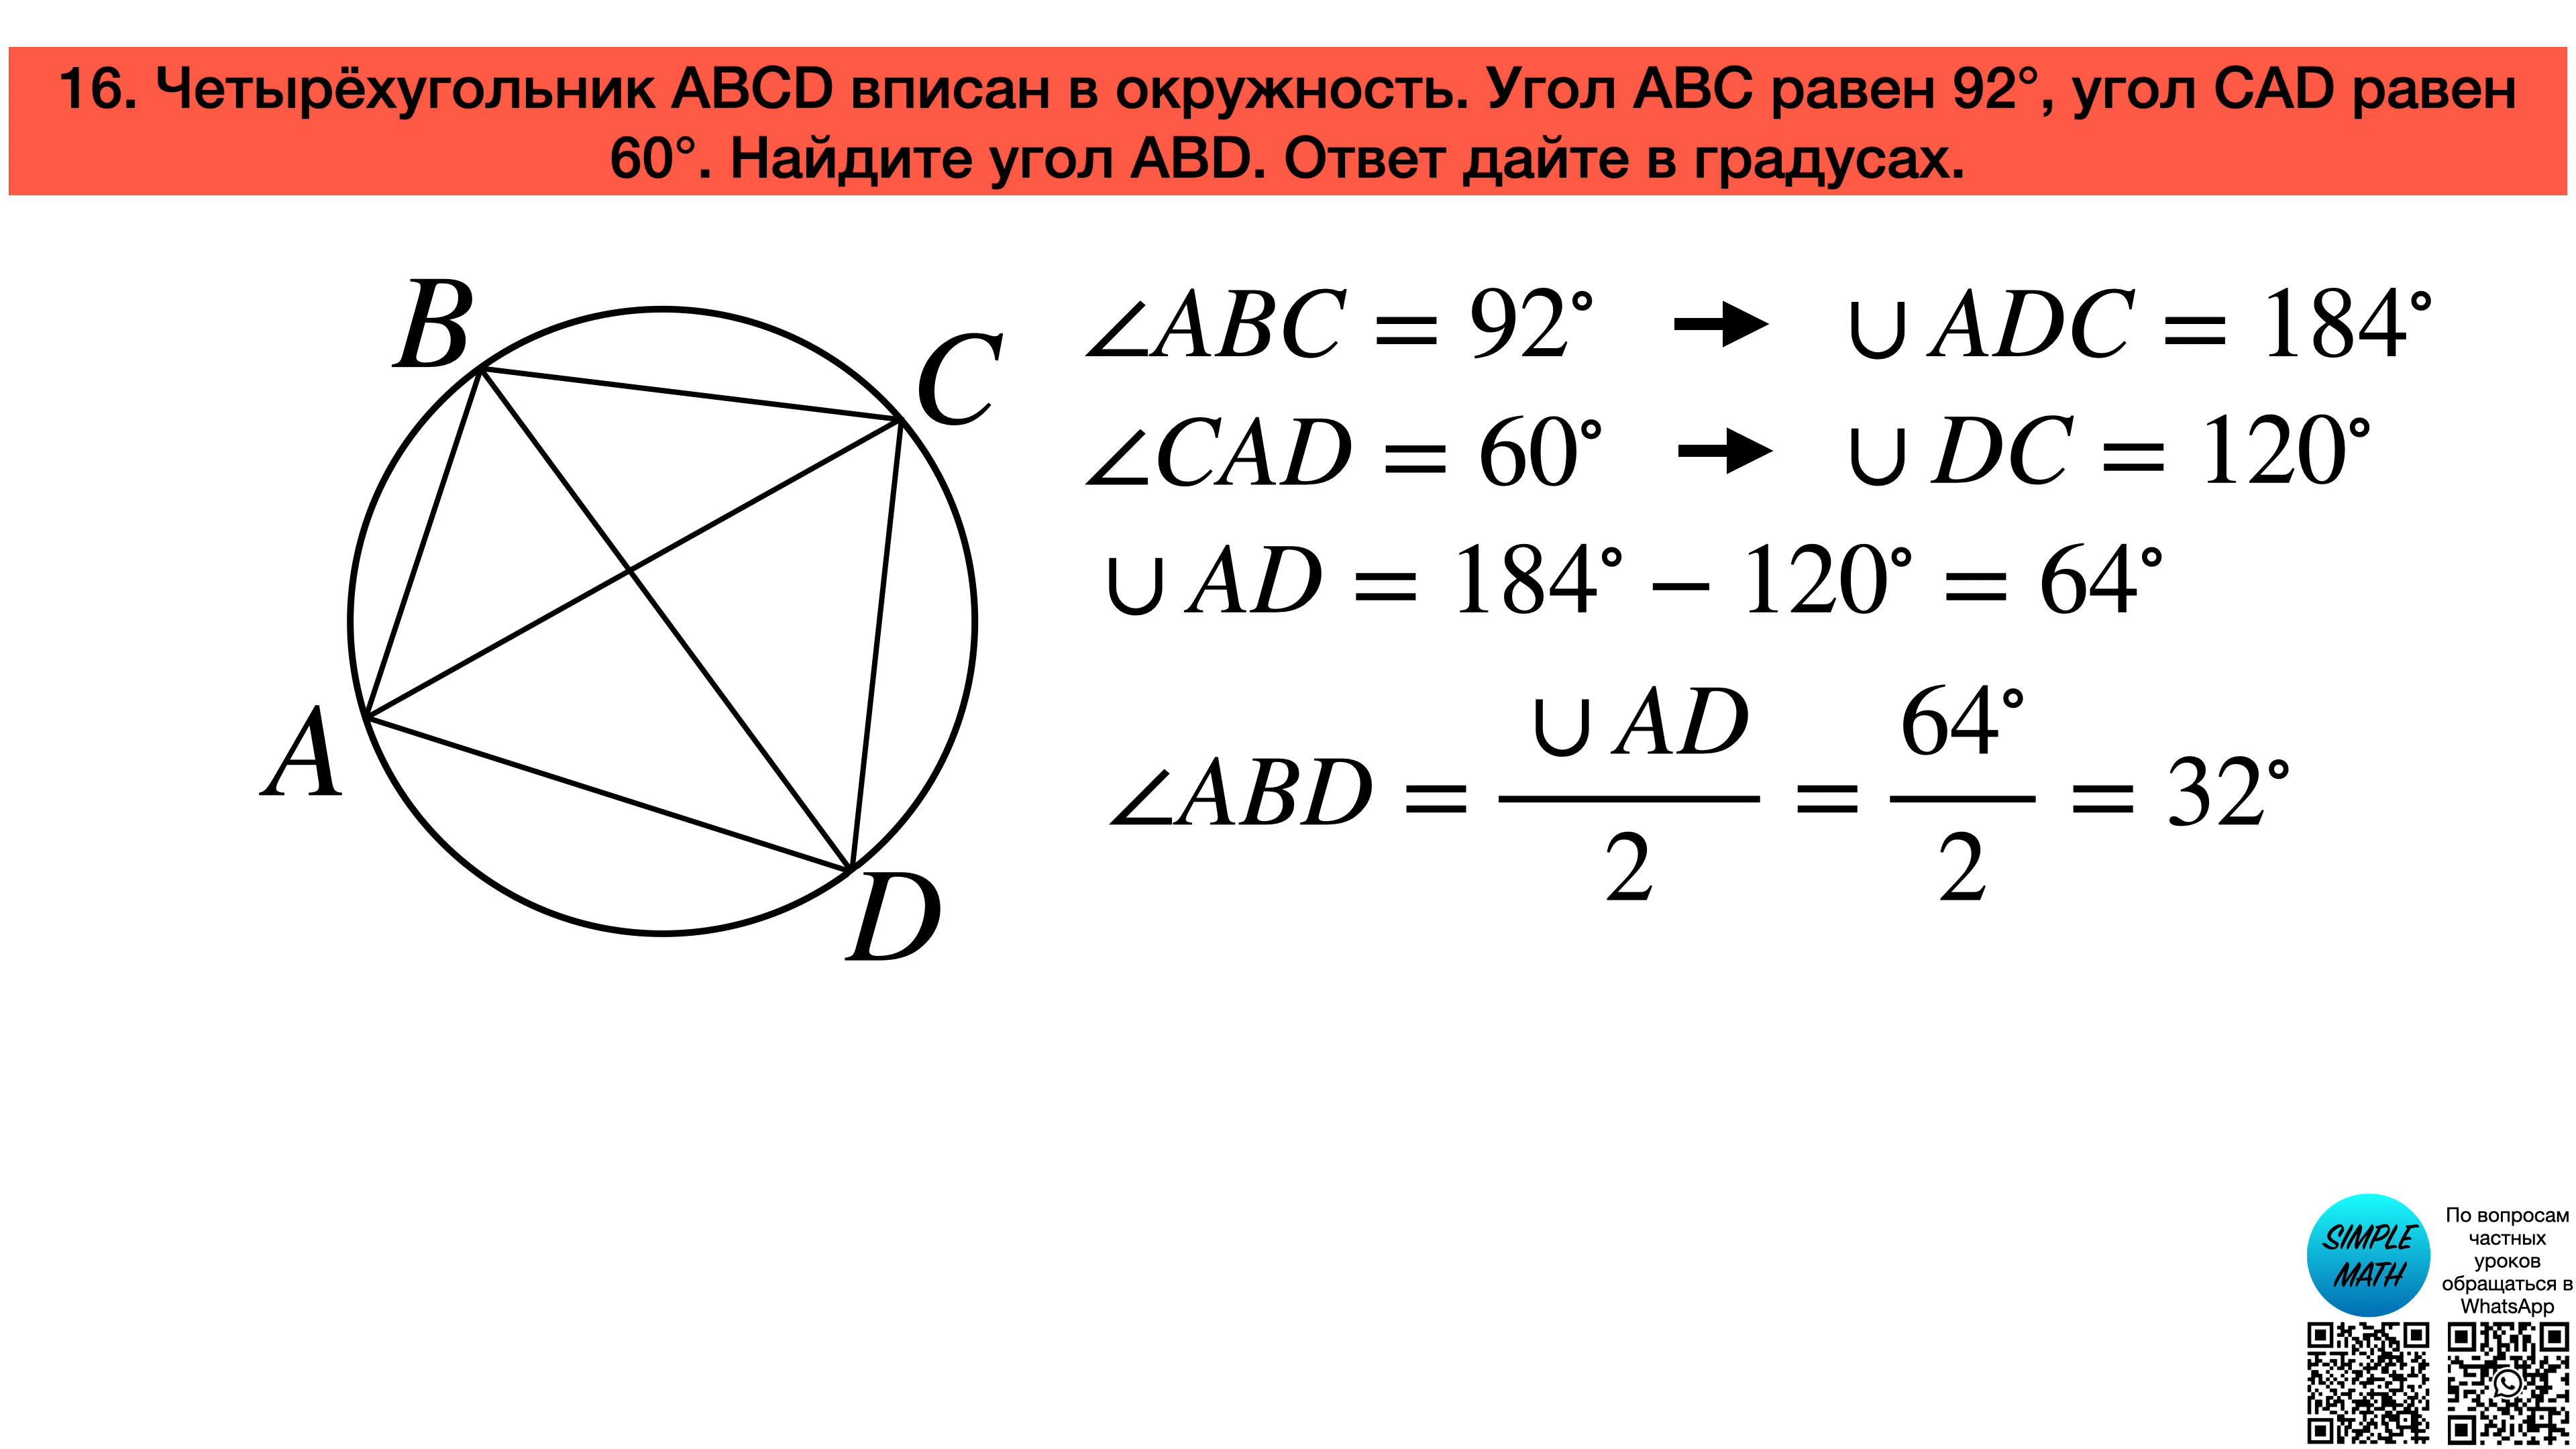 16. Четырёхугольник ABCD вписан в окружность. Угол ABC равен 92°, угол CAD равен
60°. Найдите угол ABD. Ответ дайте в градусах.
B
C
A
D
∠ABC = 92° → ∪ ADC = 184°
∠CAD = 60° → ∪ DC = 120°
∪ AD = 184° − 120° = 64°
∠ABD = ∪ AD / 2 = 64° / 2 = 32°
SIMPLE
MATH
По вопросам
частных
уроков
обращаться в
WhatsApp